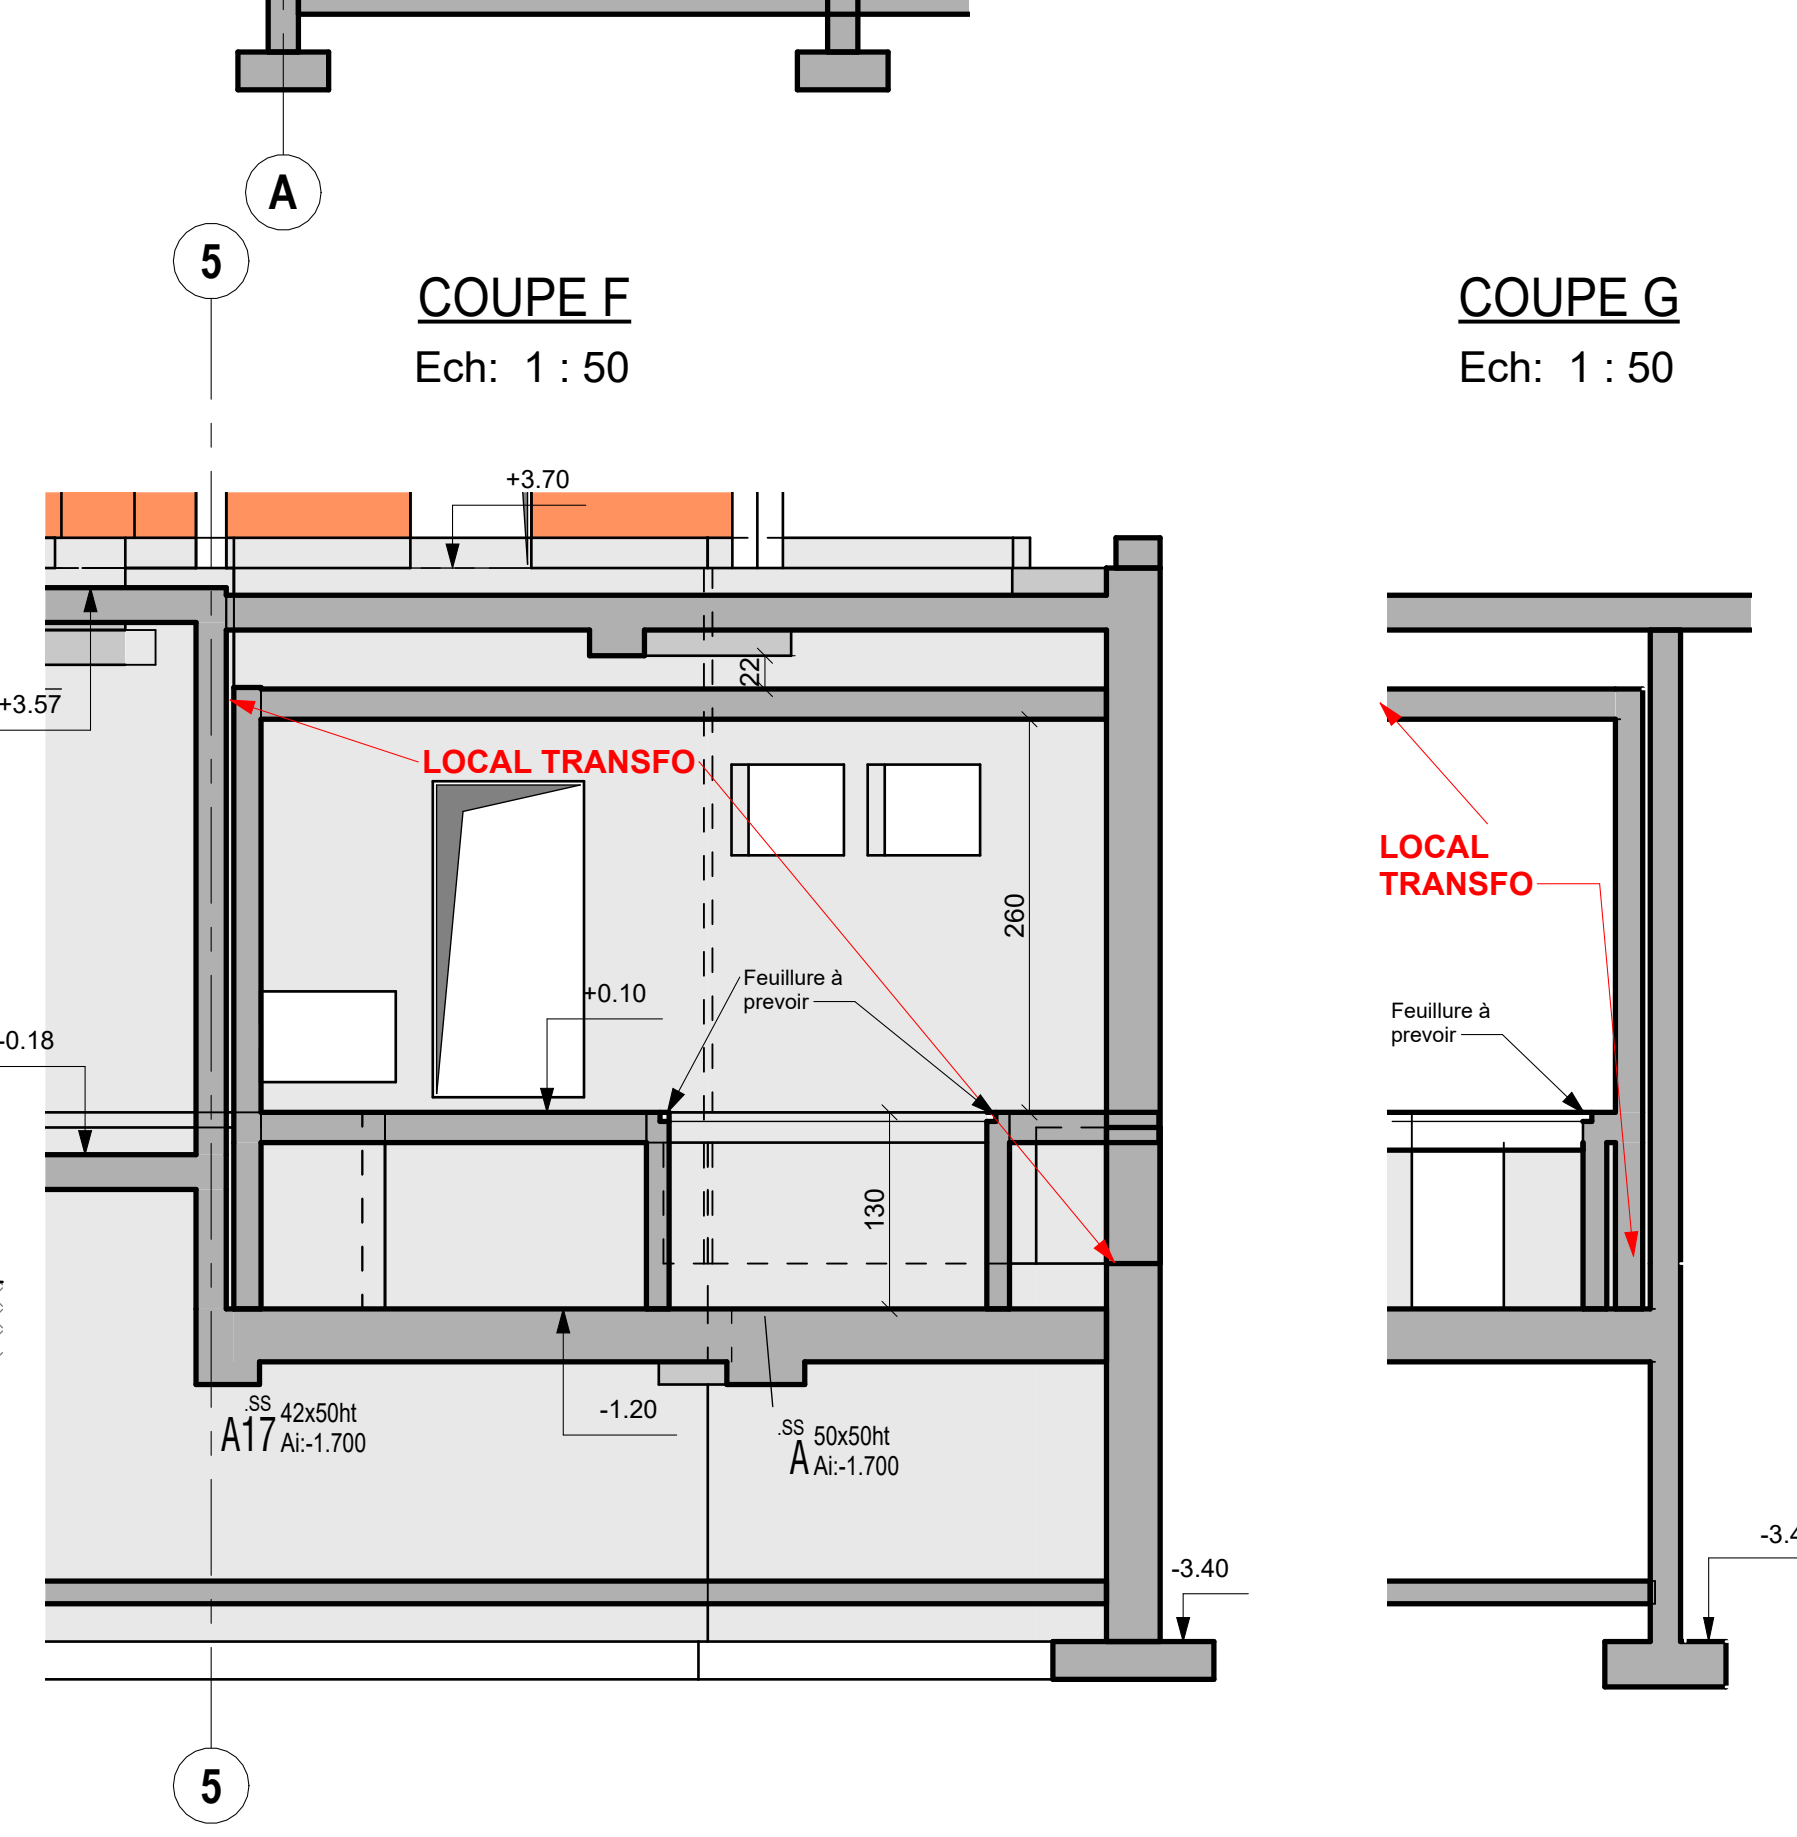 A
5
COUPE F
Ech: 1 : 50
COUPE G
Ech: 1 : 50
+3.70
22
+3.57
LOCAL TRANSFO
LOCAL
TRANSFO
260
Feuillure à
prevoir
+0.10
Feuillure à
prevoir
-0.18
130
.SS
A17 42x50ht
Ai:-1.700
-1.20
.SS
A 50x50ht
Ai:-1.700
-3.40
5